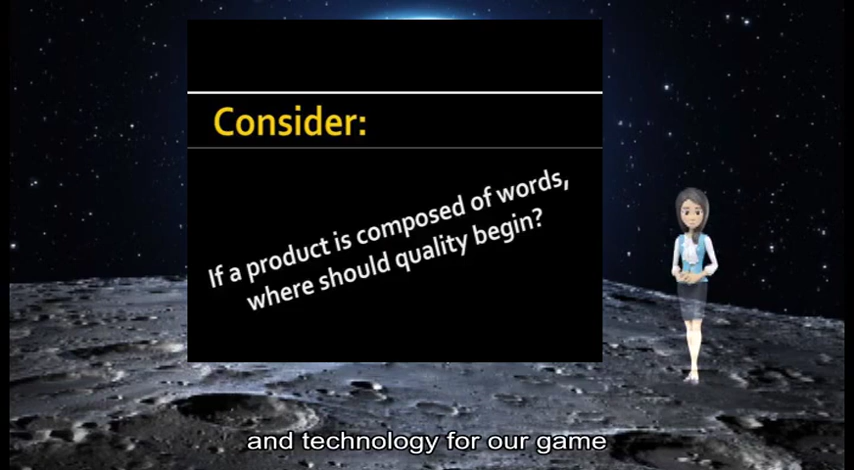 Consider:
If a product is composed of words,
where should quality begin?
and technology for our game